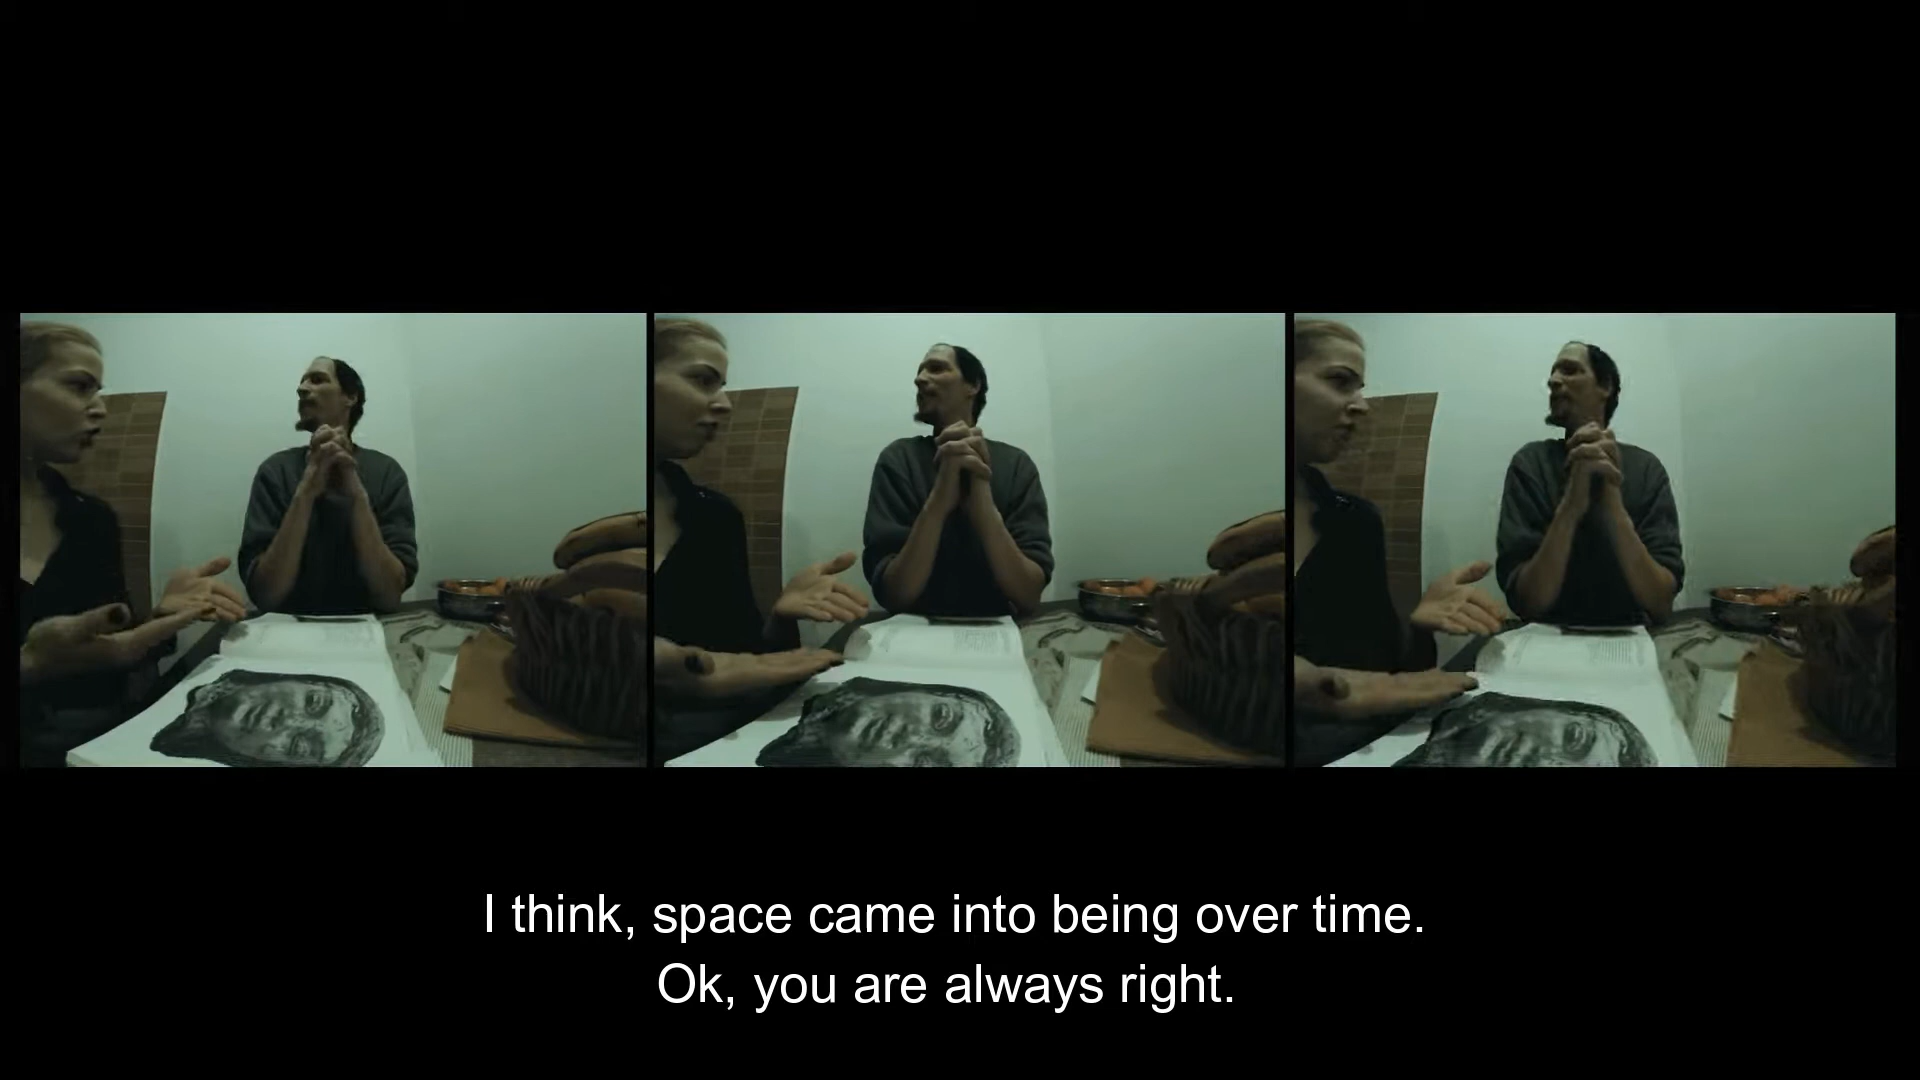 I think, space came into being over time.
Ok, you are always right.